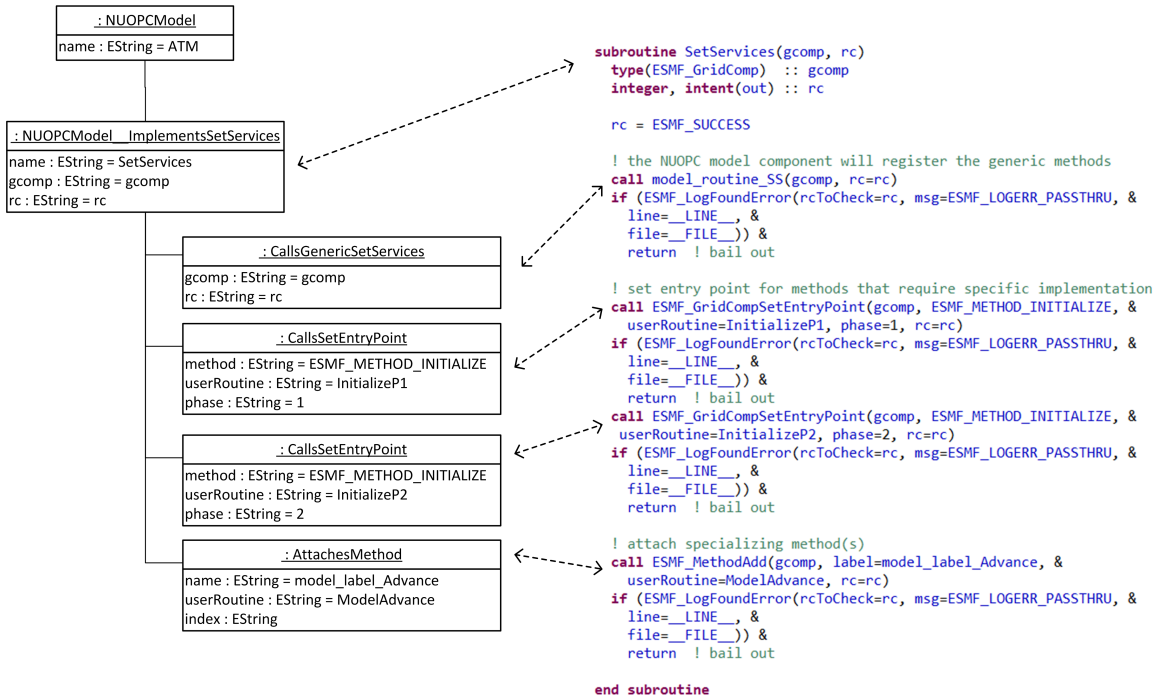 : NUOPCModel
name : EString = ATM
: NUOPCModel__ImplementsSetServices
name : EString = SetServices
gcomp : EString = gcomp
rc : EString = rc
: CallsGenericSetServices
gcomp : EString = gcomp
rc : EString = rc
: CallsSetEntryPoint
method : EString = ESMF_METHOD_INITIALIZE
userRoutine : EString = InitializeP1
phase : EString = 1
: CallsSetEntryPoint
method : EString = ESMF_METHOD_INITIALIZE
userRoutine : EString = InitializeP2
phase : EString = 2
: AttachesMethod
name : EString = model_label_Advance
userRoutine : EString = ModelAdvance
index : EString
subroutine SetServices(gcomp, rc)
type(ESMF_GridComp)  :: gcomp
integer, intent(out) :: rc
rc = ESMF_SUCCESS
! the NUOPC model component will register the generic methods
call model_routine_SS(gcomp, rc=rc)
if (ESMF_LogFoundError(rcToCheck=rc, msg=ESMF_LOGERR_PASSTHRU, &
line=__LINE__, &
file=__FILE__)) &
return  ! bail out
! set entry point for methods that require specific implementation
call ESMF_GridCompSetEntryPoint(gcomp, ESMF_METHOD_INITIALIZE, &
userRoutine=InitializeP1, phase=1, rc=rc)
if (ESMF_LogFoundError(rcToCheck=rc, msg=ESMF_LOGERR_PASSTHRU, &
line=__LINE__, &
file=__FILE__)) &
return  ! bail out
call ESMF_GridCompSetEntryPoint(gcomp, ESMF_METHOD_INITIALIZE, &
userRoutine=InitializeP2, phase=2, rc=rc)
if (ESMF_LogFoundError(rcToCheck=rc, msg=ESMF_LOGERR_PASSTHRU, &
line=__LINE__, &
file=__FILE__)) &
return  ! bail out
! attach specializing method(s)
call ESMF_MethodAdd(gcomp, label=model_label_Advance, &
userRoutine=ModelAdvance, rc=rc)
if (ESMF_LogFoundError(rcToCheck=rc, msg=ESMF_LOGERR_PASSTHRU, &
line=__LINE__, &
file=__FILE__)) &
return  ! bail out
end subroutine